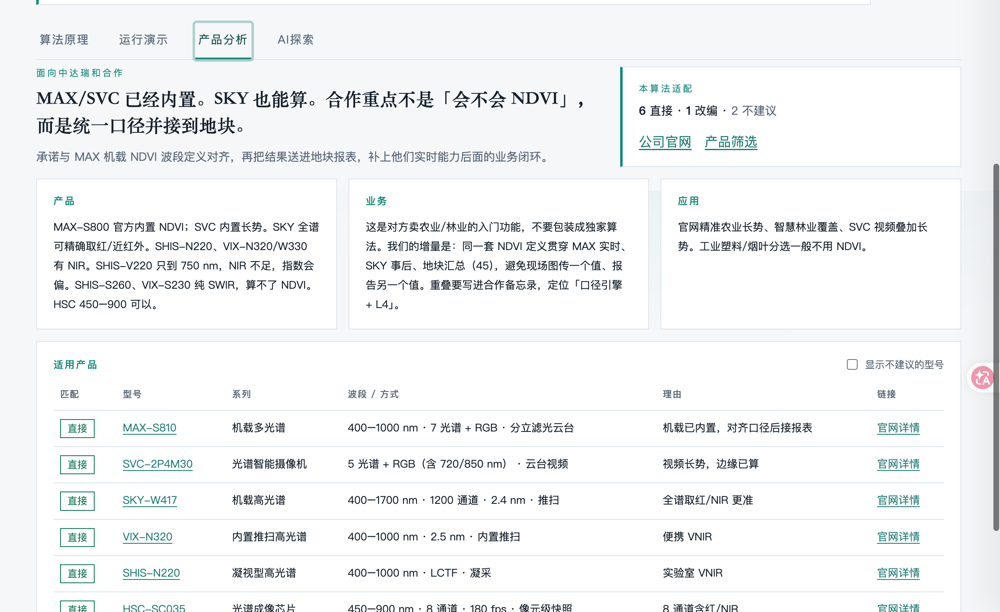 算法原理
运行演示
产品分析
AI探索
面向中达瑞和合作
MAX/SVC 已经内置。SKY 也能算。合作重点不是「会不会 NDVI」，
而是统一口径并接到地块。
承诺与 MAX 机载 NDVI 波段定义对齐，再把结果送进地块报表，补上他们实时能力后面的业务闭环。
本算法适配
6 直接 · 1 改编 · 2 不建议
公司官网 产品筛选
产品
MAX-S800 官方内置 NDVI；SVC 内置长势。SKY 全谱
可精确取红/近红外。SHIS-N220、VIX-N320/W330
有 NIR。SHIS-V220 只到 750 nm，NIR 不足，指数会
偏。SHIS-S260、VIX-S230 纯 SWIR，算不了 NDVI。
HSC 450–900 可以。
业务
这是对方卖农业/林业的入门功能，不要包装成独家算
法。我们的增量是：同一套 NDVI 定义贯穿 MAX 实时、
SKY 事后、地块汇总（45），避免现场图传一个值、报
告另一个值。重叠要写进合作备忘录，定位「口径引擎
+ L4」。
应用
官网精准农业长势、智慧林业覆盖、SVC 视频叠加长
势。工业塑料/烟叶分选一般不用 NDVI。
适用产品
显示不建议的型号
匹配 型号 系列 波段 / 方式 理由 链接
直接 MAX-S810 机载多光谱 400–1000 nm · 7 光谱 + RGB · 分立滤光云台 机载已内置，对齐口径后接报表 官网详情
直接 SVC-2P4M30 光谱智能摄像机 5 光谱 + RGB（含 720/850 nm） · 云台视频 视频长势，边缘已算 官网详情
直接 SKY-W417 机载高光谱 400–1700 nm · 1200 通道 · 2.4 nm · 推扫 全谱取红/NIR 更准 官网详情
直接 VIX-N320 内置推扫高光谱 400–1000 nm · 2.5 nm · 内置推扫 便携 VNIR 官网详情
直接 SHIS-N220 凝视型高光谱 400–1000 nm · LCTF · 凝采 实验室 VNIR 官网详情
直接 HSC-SC035 光谱成像芯片 450–900 nm · 8 通道 · 180 fps · 像元级快照 8 通道含红/NIR 官网详情